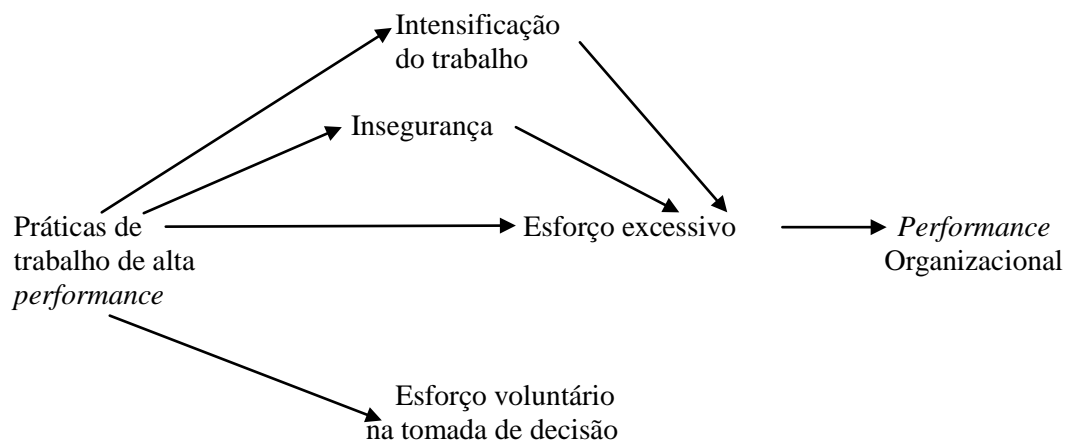 Intensificação
do trabalho
Insegurança
Práticas de
trabalho de alta
performance
Esforço excessivo
Performance
Organizacional
Esforço voluntário
na tomada de decisão